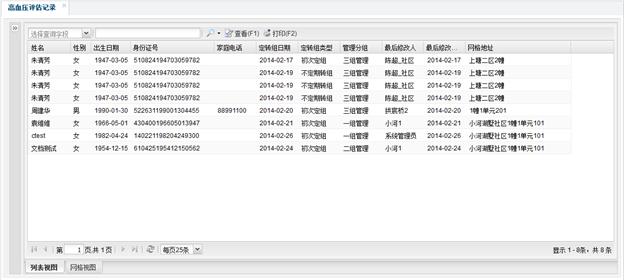 高血压评估记录
选择查询字段 查看(F1) 打印(F2)
姓名 性别 出生日期 身份证号 家庭电话 定转组日期 定转组类型 管理分组 最后修改人 最后修改... 网格地址
朱清芳 女 1947-03-05 510824194703059782 2014-02-17 初次定组 三组管理 陈超_社区 2014-02-17 上塘二区2幢
朱清芳 女 1947-03-05 510824194703059782 2014-02-19 不定期转组 三组管理 陈超_社区 2014-02-19 上塘二区2幢
朱清芳 女 1947-03-05 510824194703059782 2014-02-19 不定期转组 三组管理 陈超_社区 2014-02-19 上塘二区2幢
朱清芳 女 1947-03-05 510824194703059782 2014-02-19 不定期转组 三组管理 陈超_社区 2014-02-19 上塘二区2幢
周建华 男 1990-01-30 522631199001304455 88991100 2014-02-20 初次定组 三组管理 拱宸桥2 2014-02-20 1幢1单元201
袁维维 女 1966-05-01 430400196605013947 2014-02-21 初次定组 一组管理 小河1 2014-02-21 小河湖墅社区1幢1单元101
ctest 女 1982-04-24 140221198204249300 2014-02-26 初次定组 一组管理 系统管理员 2014-02-26 小河湖墅社区1幢1单元101
文档测试 女 1954-12-15 610425195412150562 2014-02-24 初次定组 二组管理 小河1 2014-02-24 小河湖墅社区1幢1单元101
第 1 页,共 1 页 每页25条 显示 1 - 8条，共 8 条
列表视图 网格视图